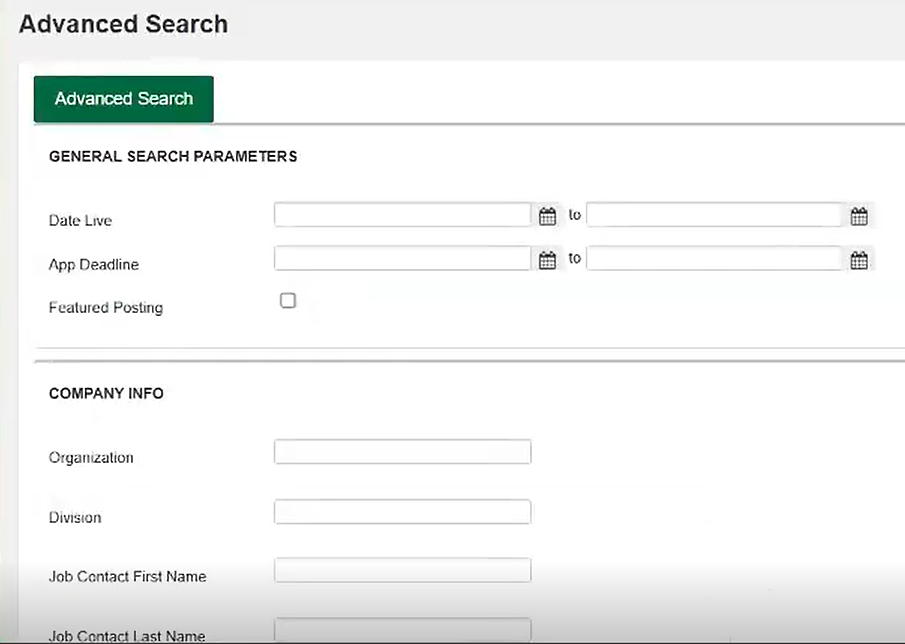 Advanced Search
Advanced Search
GENERAL SEARCH PARAMETERS
Date Live to
App Deadline to
Featured Posting
COMPANY INFO
Organization
Division
Job Contact First Name
Job Contact Last Name